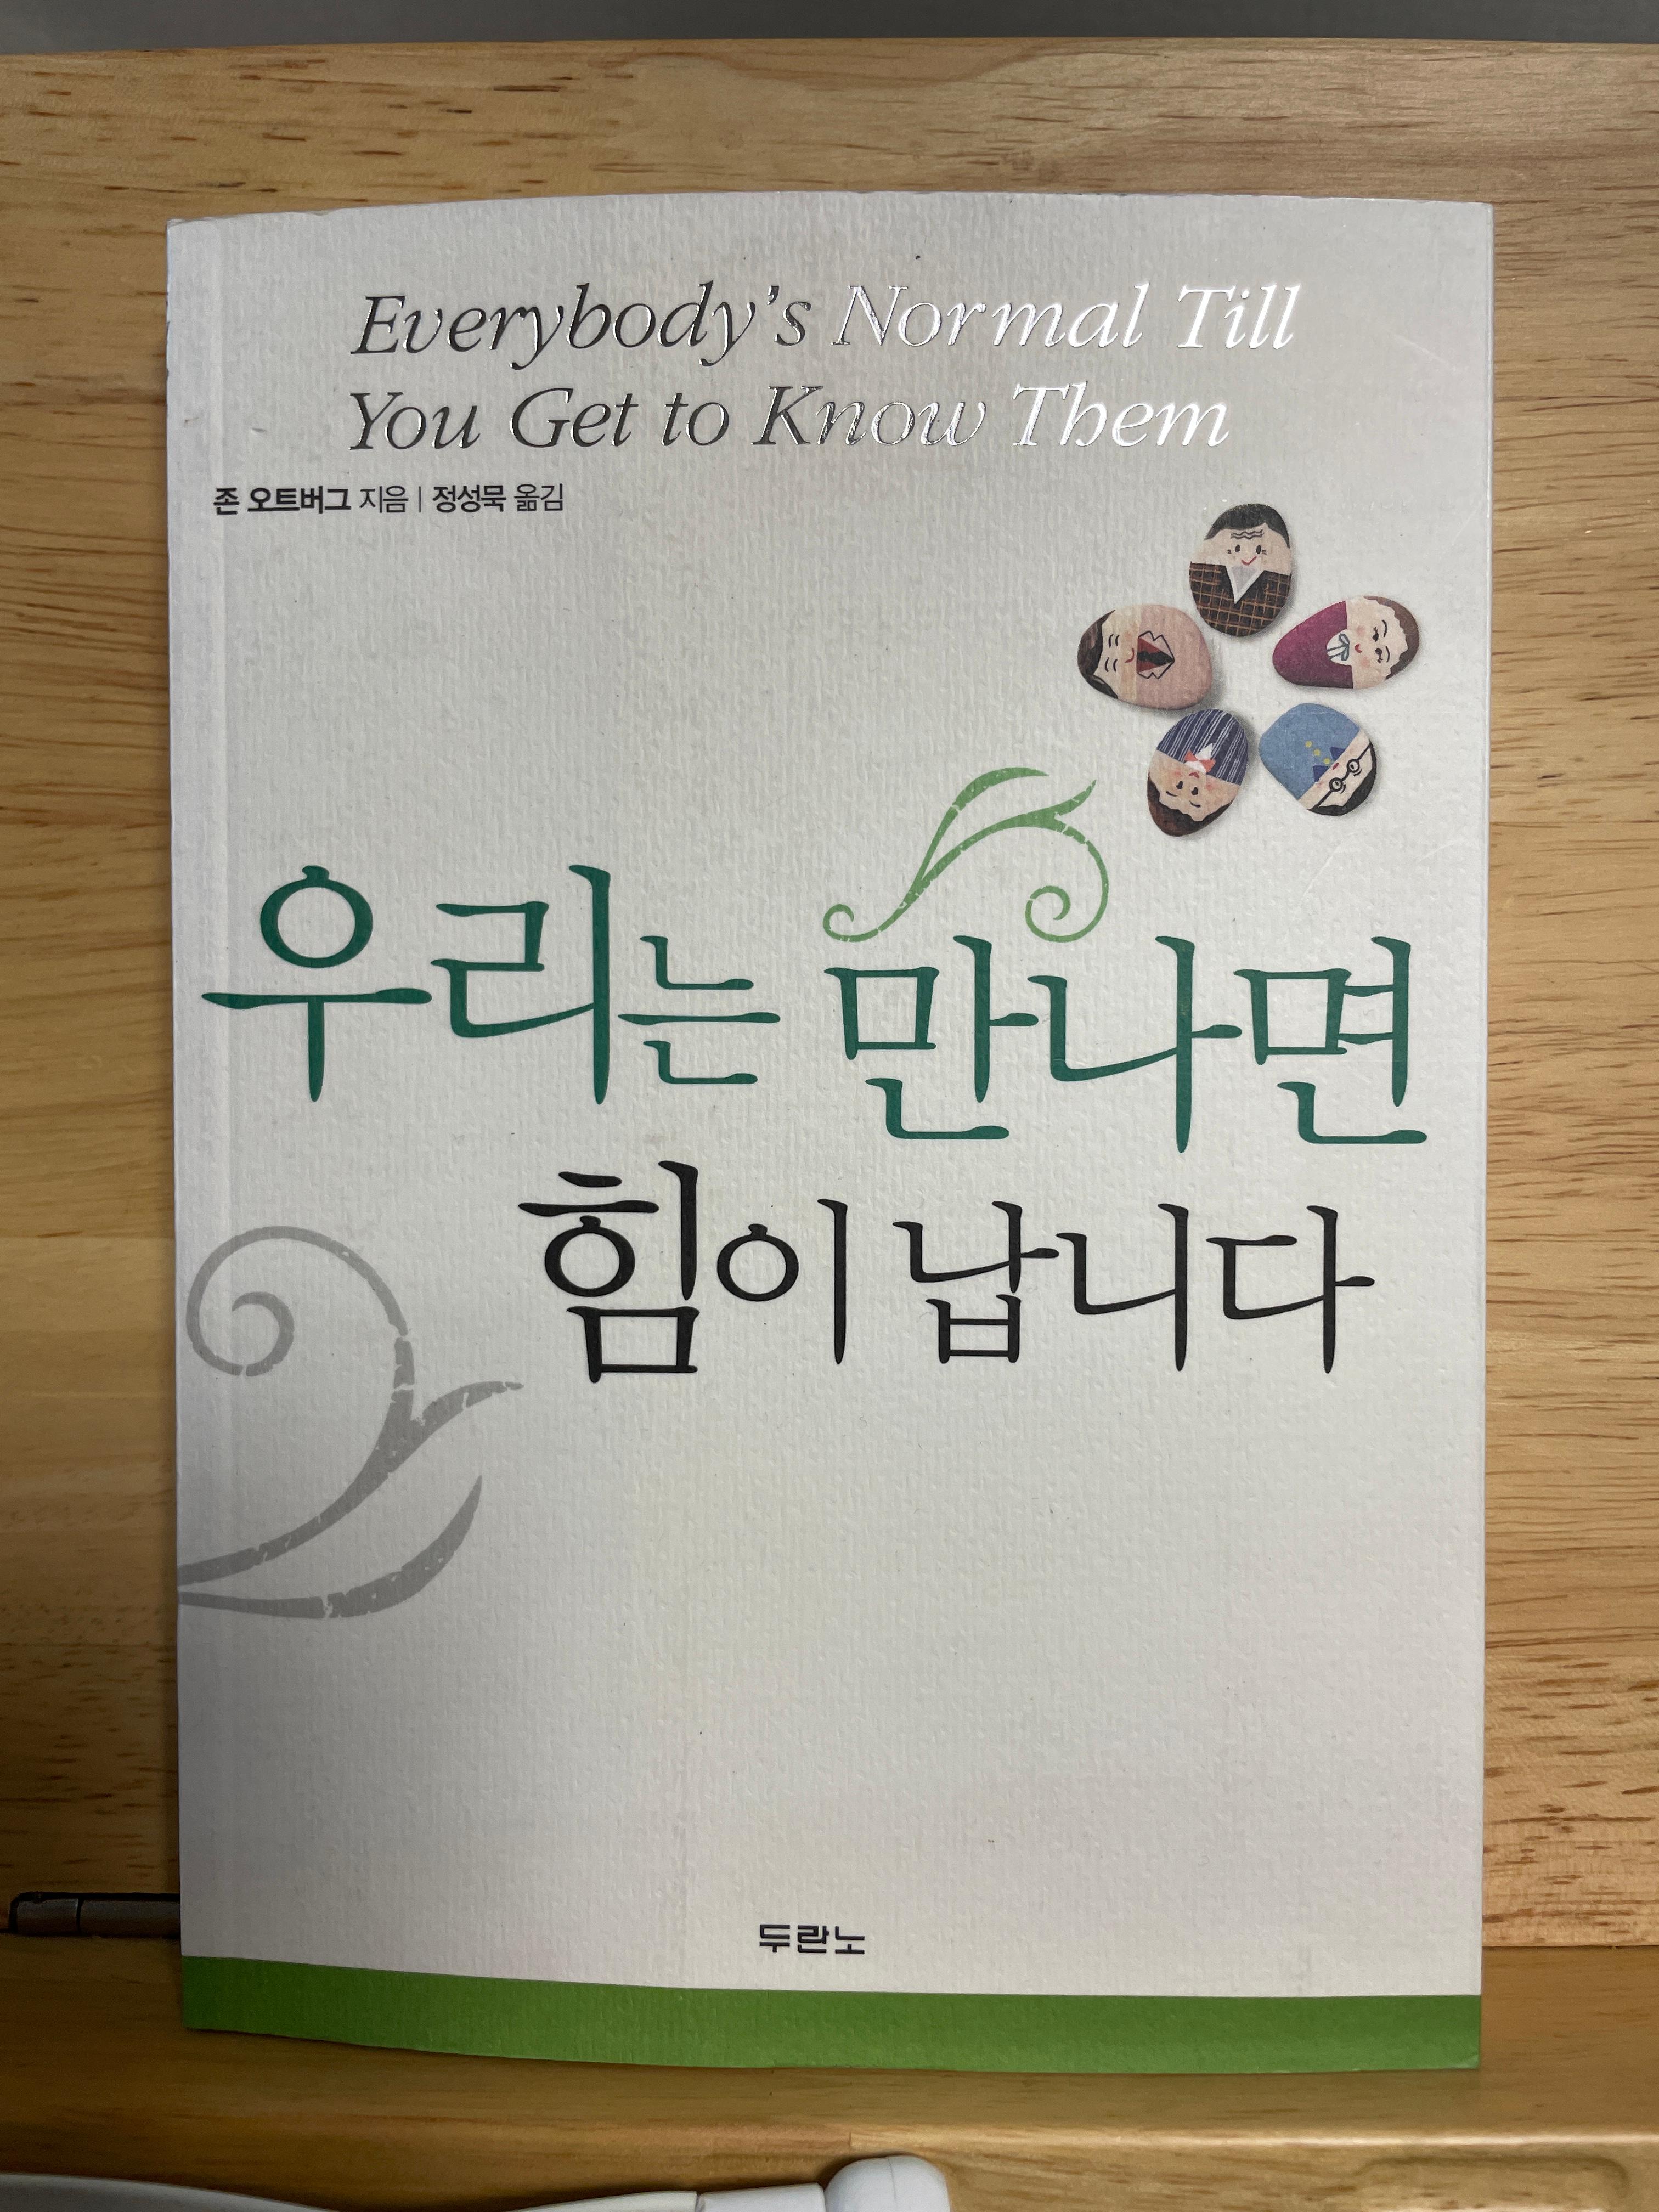 Everybody's Normal Till
You Get to Know Them
존 오트버그 지음 | 정성묵 옮김
우리는 만나면
힘이 납니다
두란노